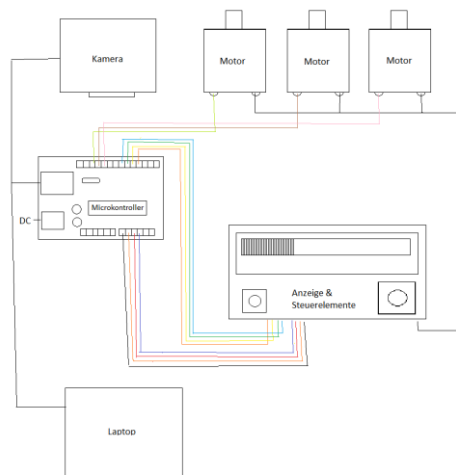 Kamera
Motor
Motor
Motor
Microkontroller
DC
Anzeige &
Steuerelemente
Laptop